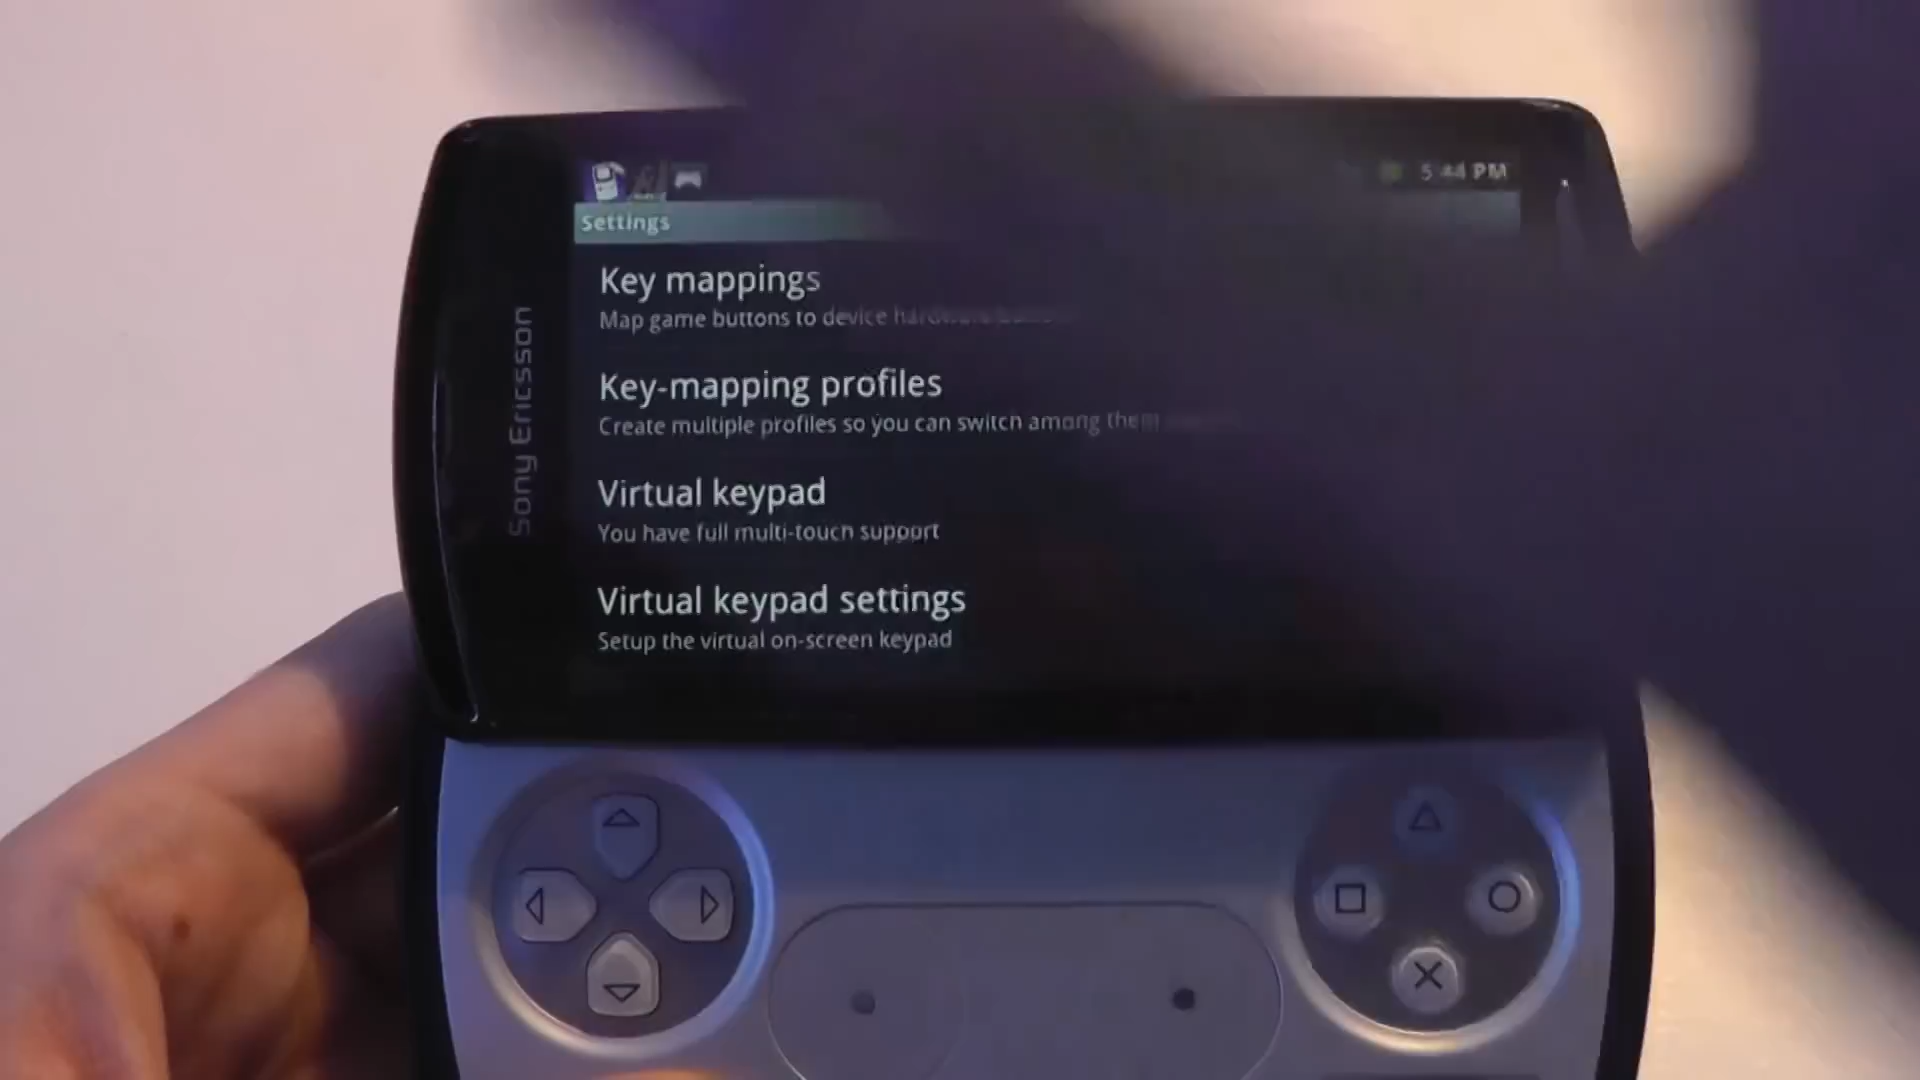 5:44 PM
Settings
Key mappings
Map game buttons to device hardware
Key-mapping profiles
Create multiple profiles so you can switch among them
Virtual keypad
You have full multi-touch support
Virtual keypad settings
Setup the virtual on-screen keypad
Sony Ericsson